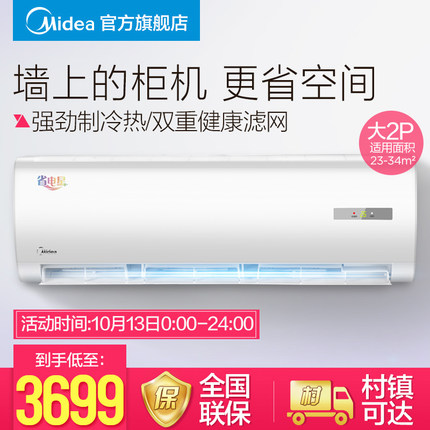 Midea 官方旗舰店
墙上的柜机 更省空间
强劲制冷热/双重健康滤网
大2P
适用面积
23-34m²
省电星
Midea
活动时间:10月13日0:00-24:00
到手低至:
3699
保
全国
联保
村
村镇
可达